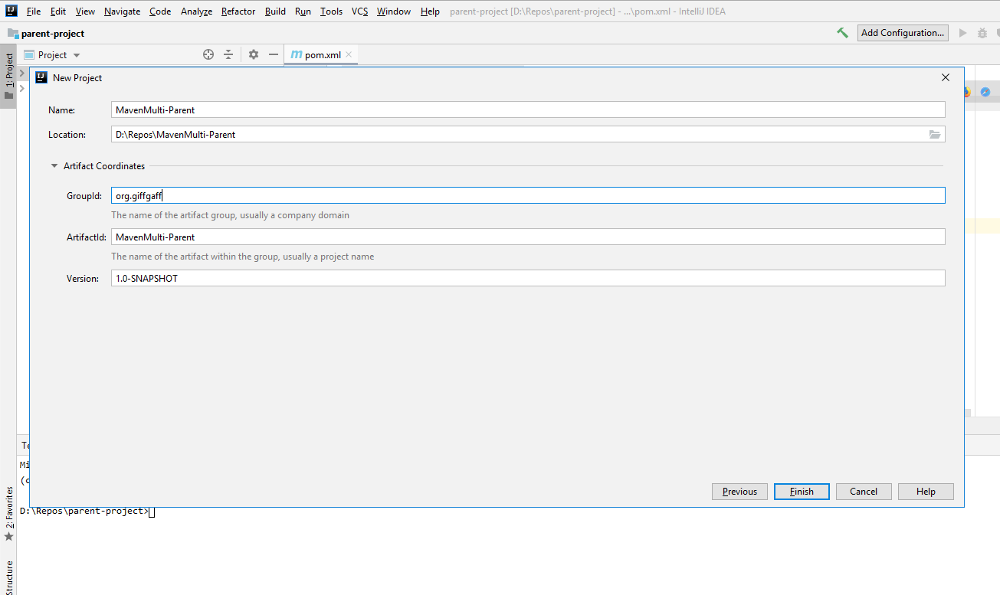 IJ File Edit View Navigate Code Analyze Refactor Build Run Tools VCS Window Help parent-project [D:\Repos\parent-project] - ...\pom.xml - IntelliJ IDEA
parent-project Add Configuration...
1: Project Project m pom.xml
IJ New Project
Name: MavenMulti-Parent
Location: D:\Repos\MavenMulti-Parent
Artifact Coordinates
GroupId: org.giffgaff
The name of the artifact group, usually a company domain
ArtifactId: MavenMulti-Parent
The name of the artifact within the group, usually a project name
Version: 1.0-SNAPSHOT
Te
Mi
(c
Previous Finish Cancel Help
D:\Repos\parent-project>
2: Favorites
Structure